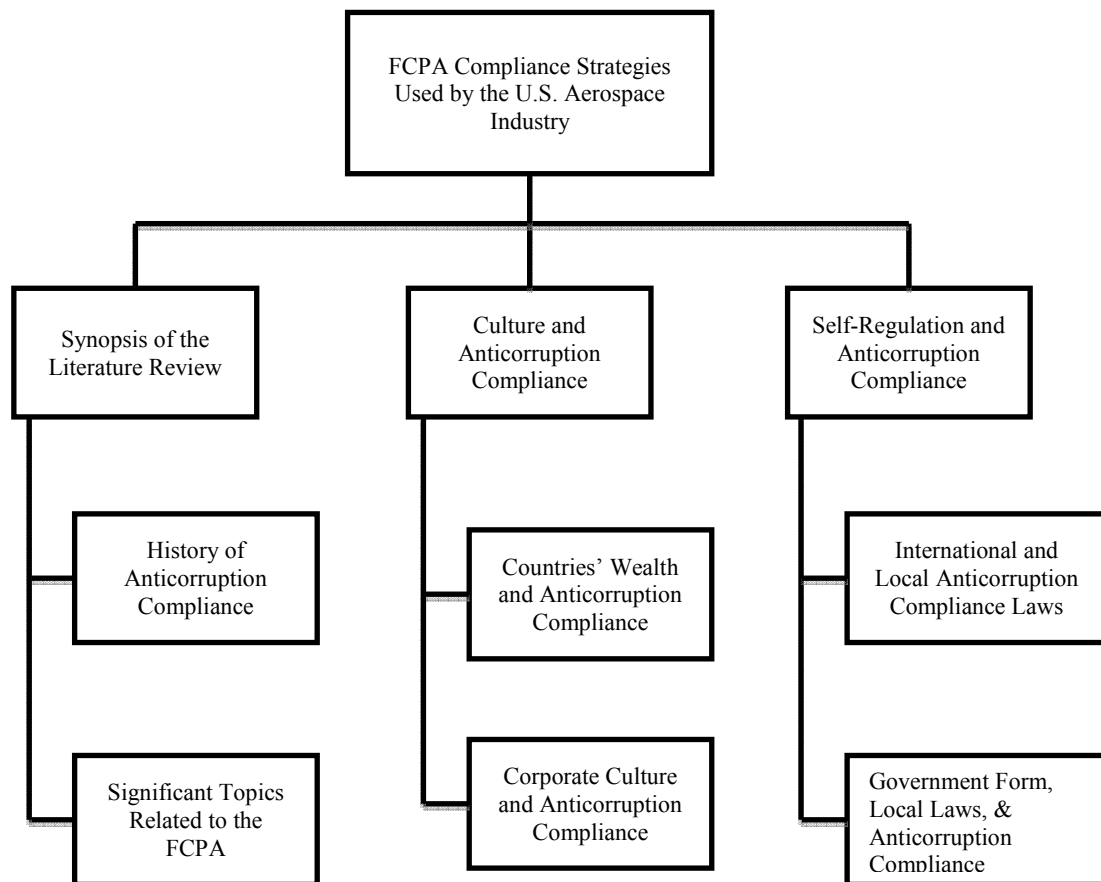 FCPA Compliance Strategies
Used by the U.S. Aerospace
Industry
Synopsis of the
Literature Review
Culture and
Anticorruption
Compliance
Self-Regulation and
Anticorruption
Compliance
History of
Anticorruption
Compliance
Countries’ Wealth
and Anticorruption
Compliance
International and
Local Anticorruption
Compliance Laws
Significant Topics
Related to the
FCPA
Corporate Culture
and Anticorruption
Compliance
Government Form,
Local Laws, &
Anticorruption
Compliance